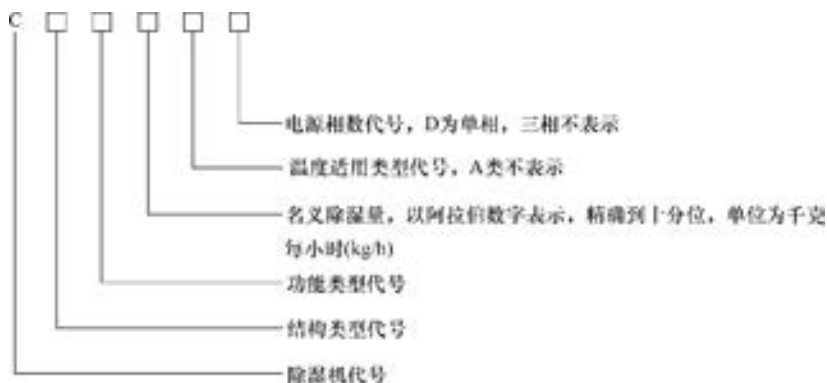 C □ □ □ □ □
电源相数代号，D为单相，三相不表示
温度适用类型代号，A类不表示
名义除湿量，以阿拉伯数字表示，精确到十分位，单位为千克
每小时(kg/h)
功能类型代号
结构类型代号
除湿机代号